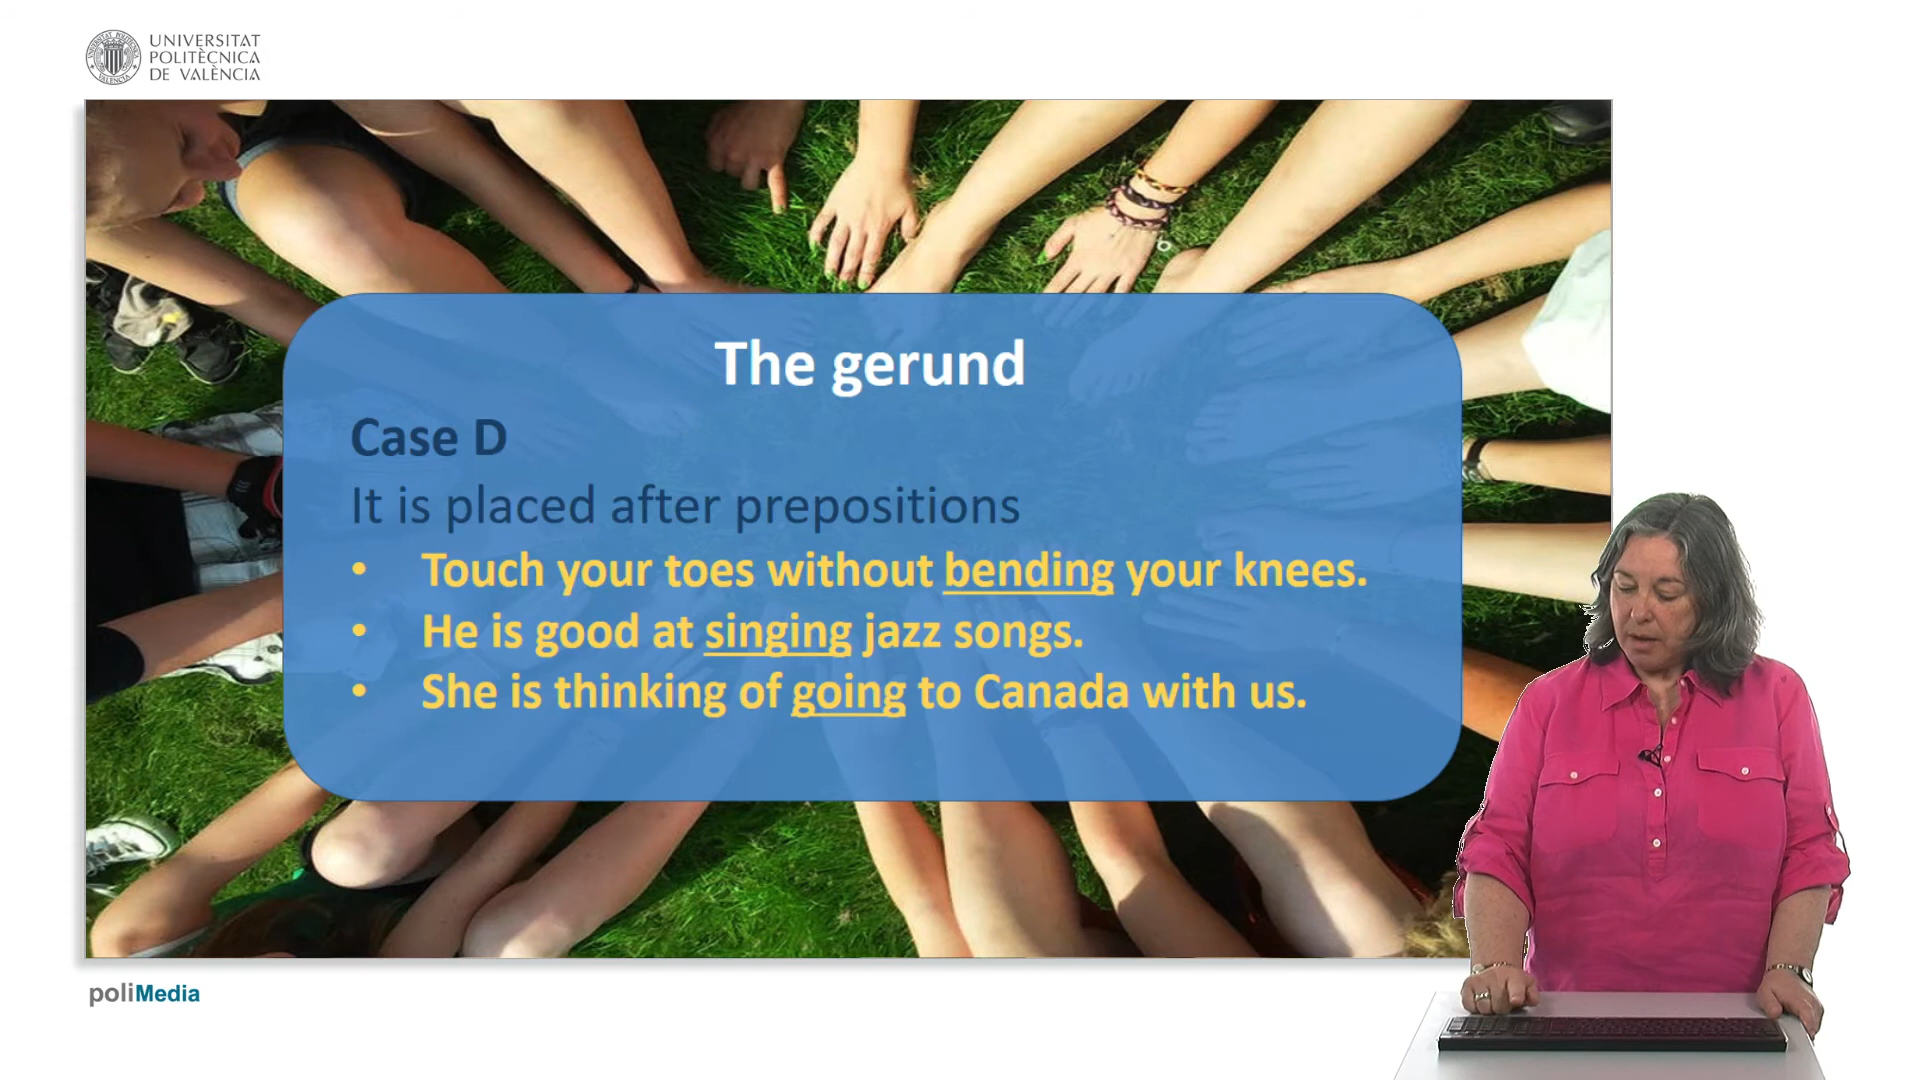 UNIVERSITAT
POLITÈCNICA
DE VALÈNCIA
The gerund
Case D
It is placed after prepositions
• Touch your toes without bending your knees.
• He is good at singing jazz songs.
• She is thinking of going to Canada with us.
poliMedia